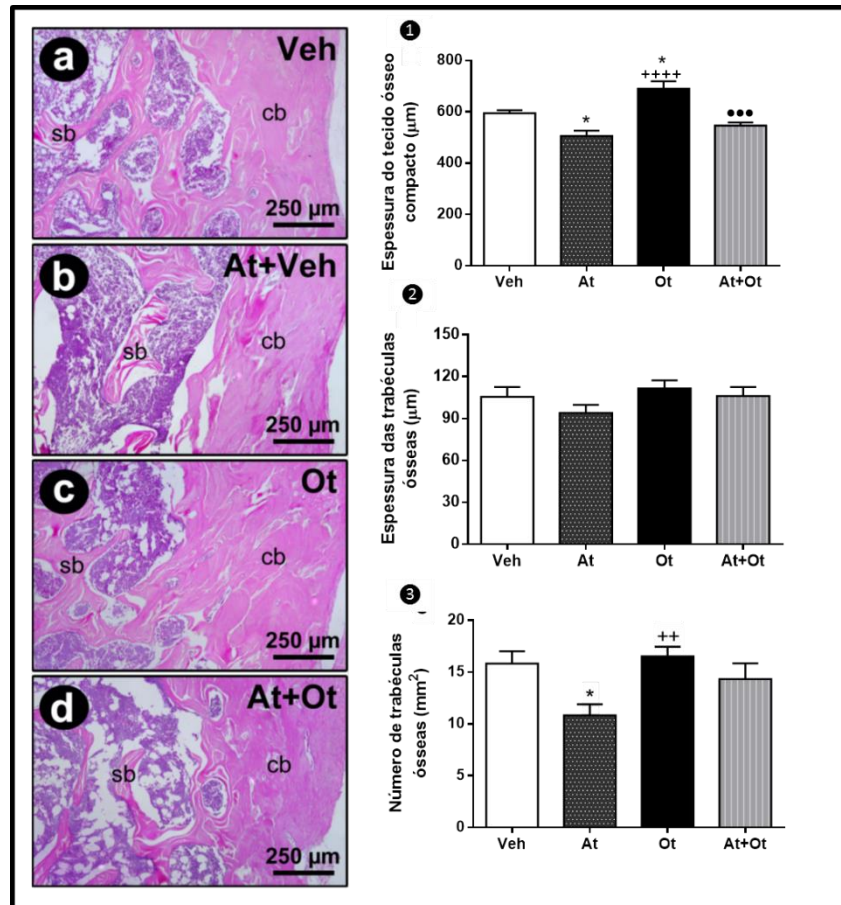 a
Veh
sb
cb
250 µm
b
At+Veh
sb
cb
250 µm
c
Ot
sb
cb
250 µm
d
At+Ot
sb
cb
250 µm
1
Espessura do tecido ósseo
compacto (µm)
800
600
400
200
0
*
*
++++
●●●
Veh At Ot At+Ot
2
Espessura das trabéculas
ósseas (µm)
150
120
90
60
30
0
Veh At Ot At+Ot
3
Número de trabéculas
ósseas (mm²)
20
15
10
5
0
*
++
Veh At Ot At+Ot